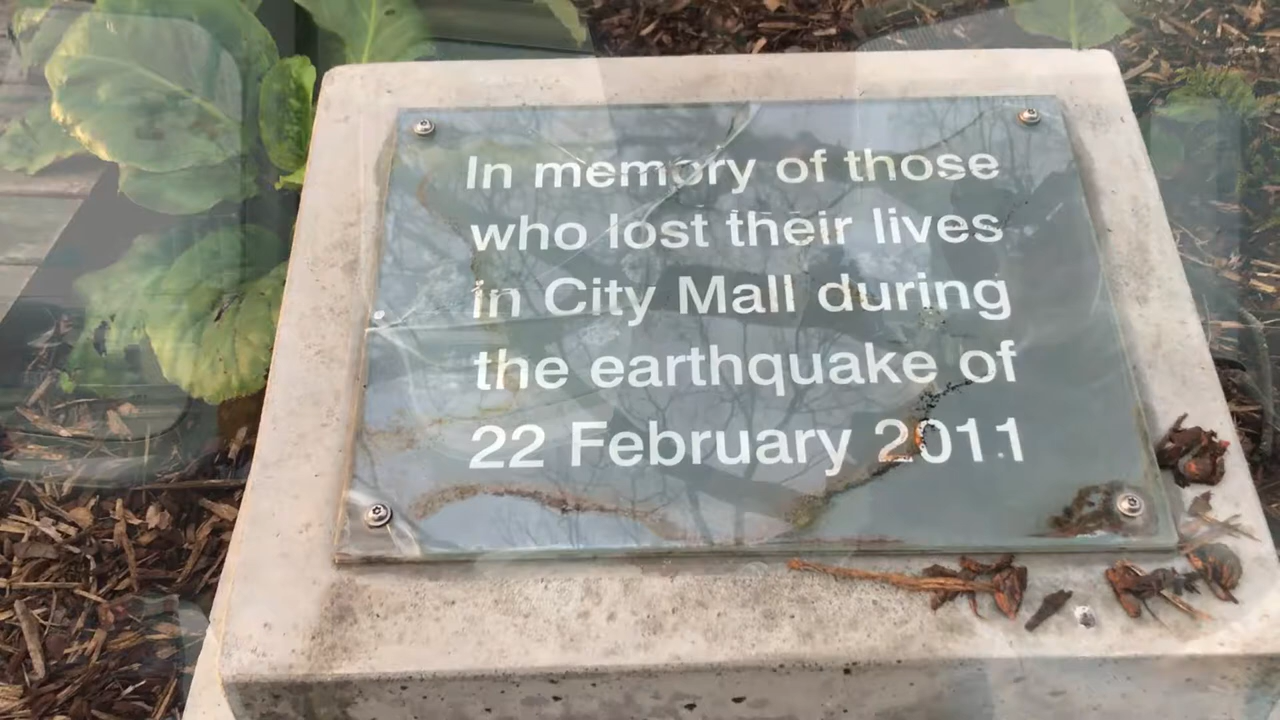 In memory of those
who lost their lives
in City Mall during
the earthquake of
22 February 2011